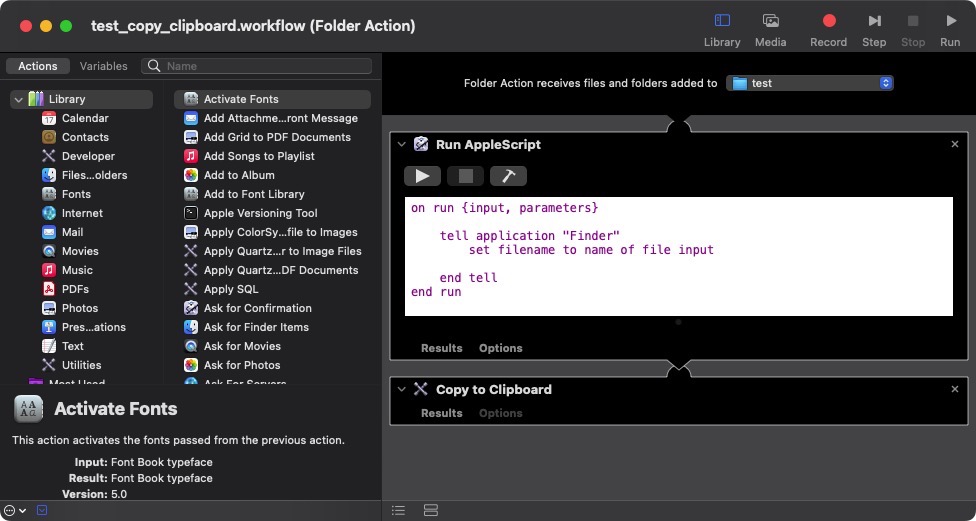 test_copy_clipboard.workflow (Folder Action)
Library
Media
Record
Step
Stop
Run
Actions
Variables
Name
Library
Calendar
Contacts
Developer
Files...olders
Fonts
Internet
Mail
Movies
Music
PDFs
Photos
Pres...ations
Text
Utilities
Most Used
Activate Fonts
Add Attachme...ront Message
Add Grid to PDF Documents
Add Songs to Playlist
Add to Album
Add to Font Library
Apple Versioning Tool
Apply ColorSy...file to Images
Apply Quartz...r to Image Files
Apply Quartz...DF Documents
Apply SQL
Ask for Confirmation
Ask for Finder Items
Ask for Movies
Ask for Photos
Ask For Servers
Activate Fonts
This action activates the fonts passed from the previous action.
Input: Font Book typeface
Result: Font Book typeface
Version: 5.0
Folder Action receives files and folders added to test
Run AppleScript
on run {input, parameters}
tell application "Finder"
set filename to name of file input
end tell
end run
Results Options
Copy to Clipboard
Results Options